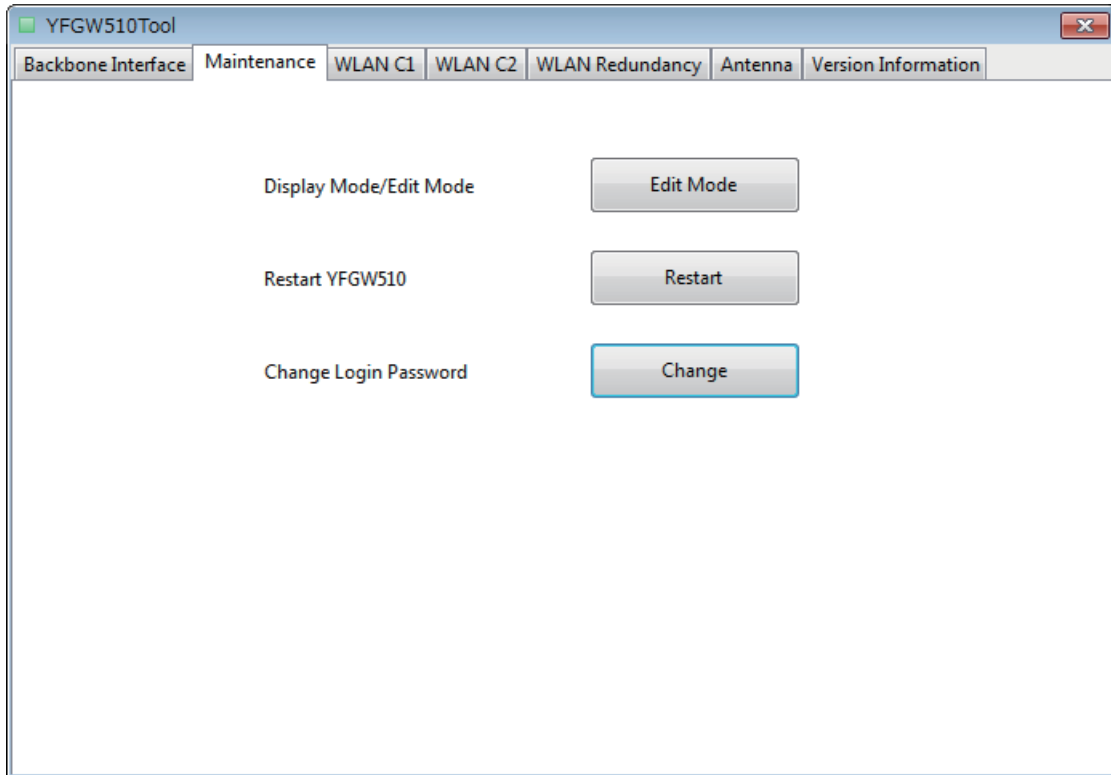 YFGW510Tool
Backbone Interface Maintenance WLAN C1 WLAN C2 WLAN Redundancy Antenna Version Information
Display Mode/Edit Mode Edit Mode
Restart YFGW510 Restart
Change Login Password Change